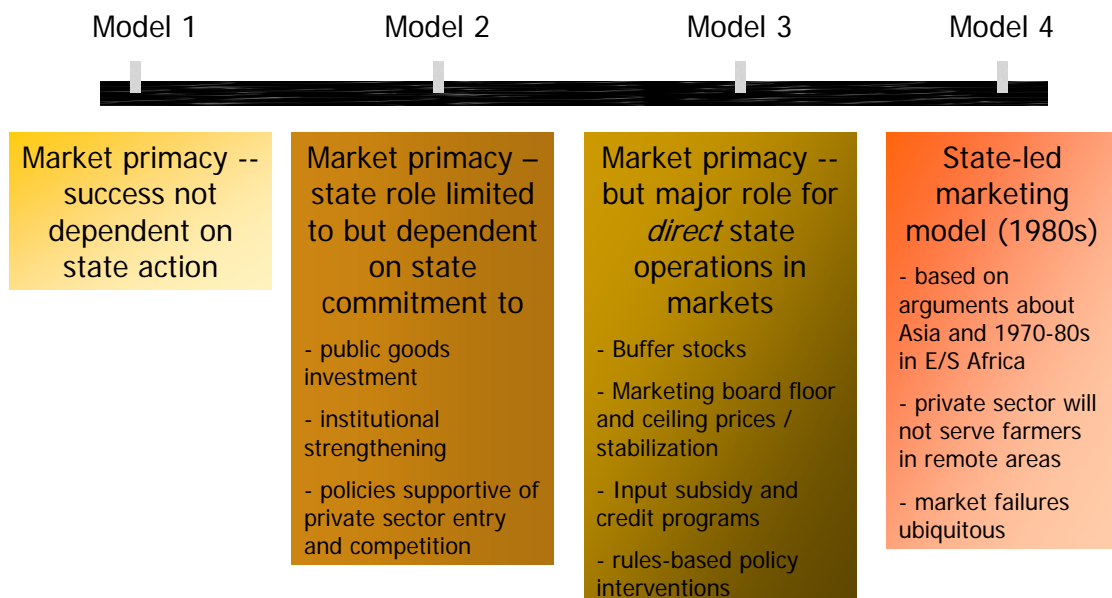 Model 1
Model 2
Model 3
Model 4
Market primacy --
success not
dependent on
state action
Market primacy –
state role limited
to but dependent
on state
commitment to
- public goods
investment
- institutional
strengthening
- policies supportive of
private sector entry
and competition
Market primacy --
but major role for
direct state
operations in
markets
- Buffer stocks
- Marketing board floor
and ceiling prices /
stabilization
- Input subsidy and
credit programs
- rules-based policy
interventions
State-led
marketing
model (1980s)
- based on
arguments about
Asia and 1970-80s
in E/S Africa
- private sector will
not serve farmers
in remote areas
- market failures
ubiquitous